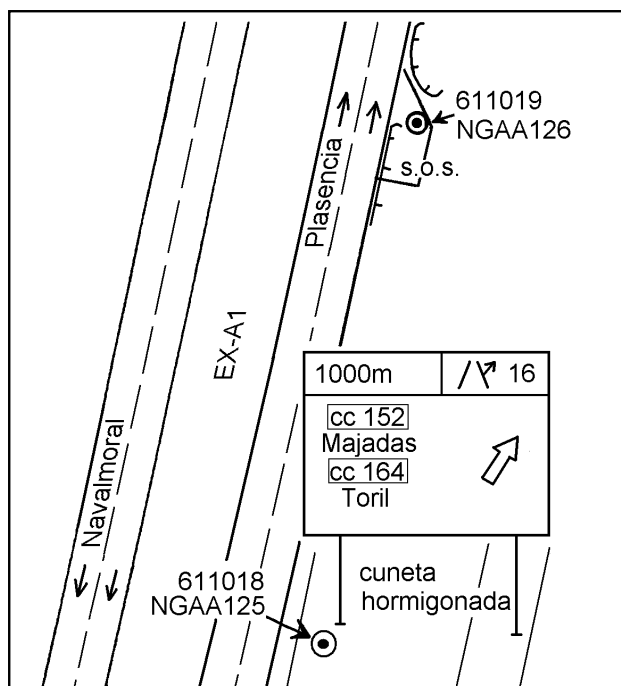 611019
NGAA126
s.o.s.
Plasencia
EX-A1
Navalmoral
1000m
16
cc 152
Majadas
cc 164
Toril
cuneta
hormigonada
611018
NGAA125